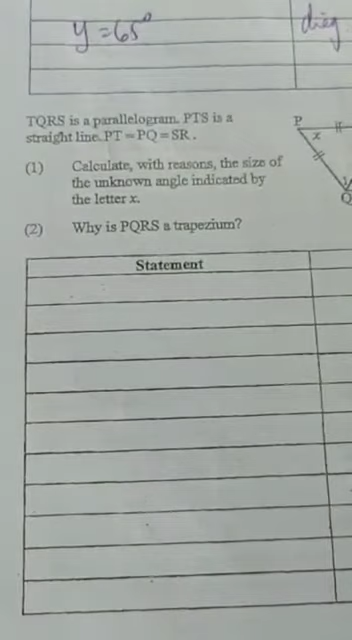 y = 65°
TQRS is a parallelogram. PTS is a
straight line. PT = PQ = SR.
P
x
(1) Calculate, with reasons, the size of
the unknown angle indicated by
the letter x.
Q
(2) Why is PQRS a trapezium?
Statement